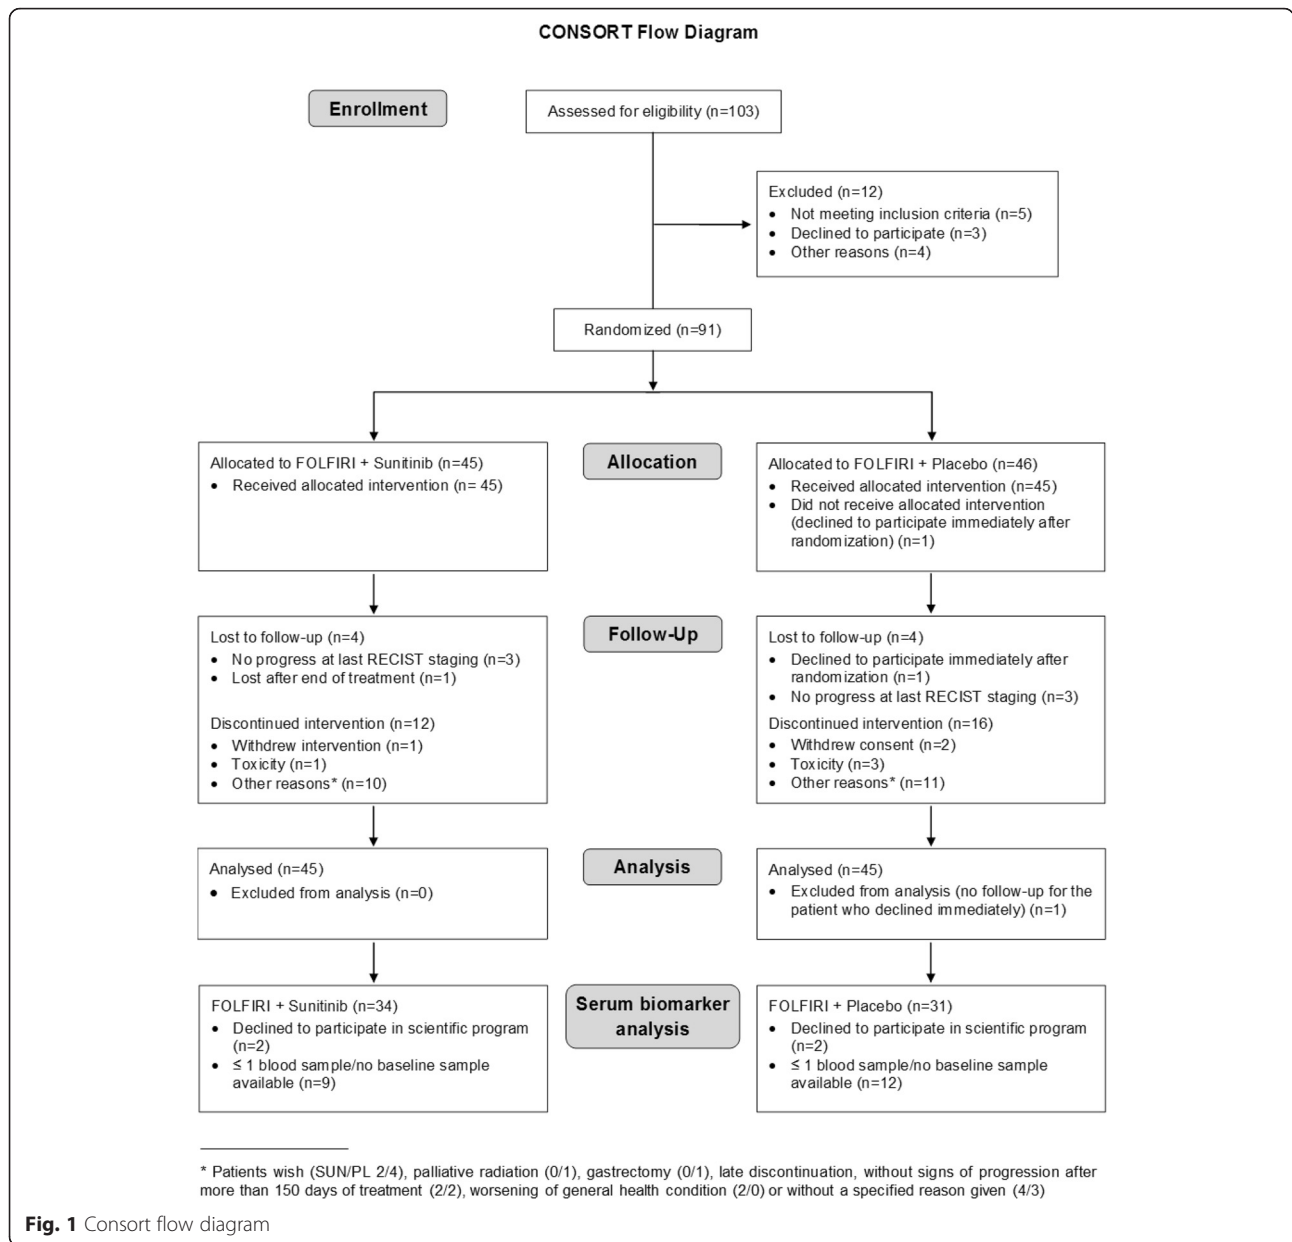 CONSORT Flow Diagram
Enrollment
Assessed for eligibility (n=103)
Excluded (n=12)
• Not meeting inclusion criteria (n=5)
• Declined to participate (n=3)
• Other reasons (n=4)
Randomized (n=91)
Allocated to FOLFIRI + Sunitinib (n=45)
• Received allocated intervention (n= 45)
Allocation
Allocated to FOLFIRI + Placebo (n=46)
• Received allocated intervention (n=45)
• Did not receive allocated intervention
(declined to participate immediately after
randomization) (n=1)
Lost to follow-up (n=4)
• No progress at last RECIST staging (n=3)
• Lost after end of treatment (n=1)
Discontinued intervention (n=12)
• Withdrew intervention (n=1)
• Toxicity (n=1)
• Other reasons* (n=10)
Follow-Up
Lost to follow-up (n=4)
• Declined to participate immediately after
randomization (n=1)
• No progress at last RECIST staging (n=3)
Discontinued intervention (n=16)
• Withdrew consent (n=2)
• Toxicity (n=3)
• Other reasons* (n=11)
Analysed (n=45)
• Excluded from analysis (n=0)
Analysis
Analysed (n=45)
• Excluded from analysis (no follow-up for the
patient who declined immediately) (n=1)
FOLFIRI + Sunitinib (n=34)
• Declined to participate in scientific program
(n=2)
• ≤ 1 blood sample/no baseline sample
available (n=9)
Serum biomarker
analysis
FOLFIRI + Placebo (n=31)
• Declined to participate in scientific program
(n=2)
• ≤ 1 blood sample/no baseline sample
available (n=12)
* Patients wish (SUN/PL 2/4), palliative radiation (0/1), gastrectomy (0/1), late discontinuation, without signs of progression after
more than 150 days of treatment (2/2), worsening of general health condition (2/0) or without a specified reason given (4/3)
Fig. 1 Consort flow diagram